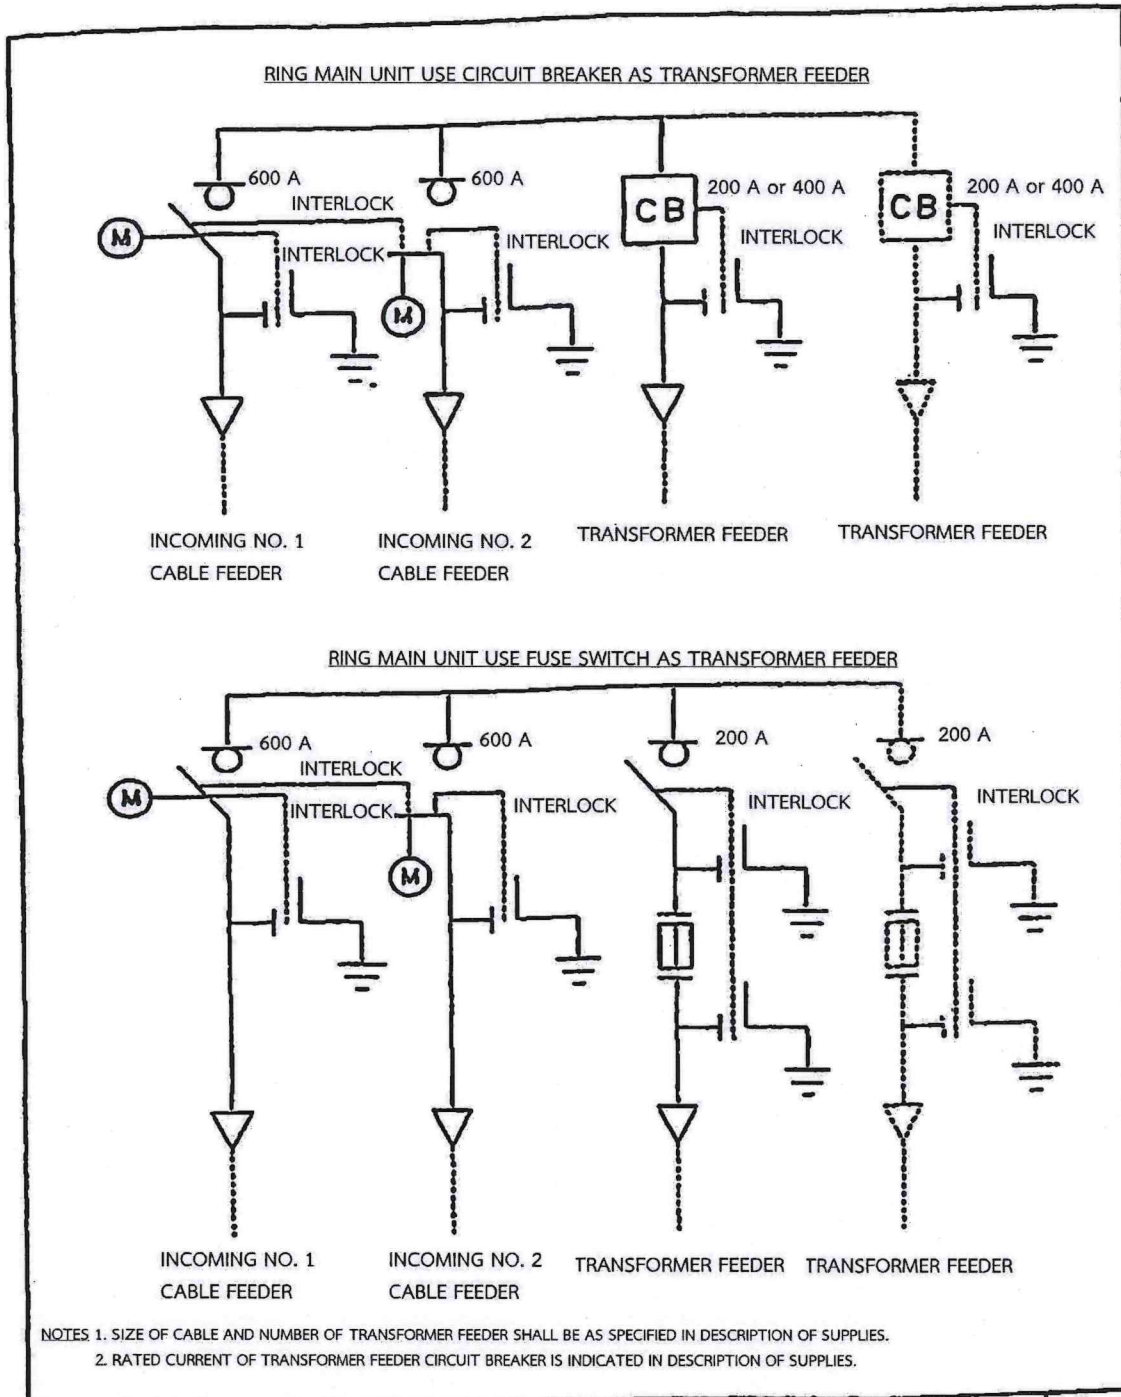 RING MAIN UNIT USE CIRCUIT BREAKER AS TRANSFORMER FEEDER
600 A
600 A
200 A or 400 A
200 A or 400 A
INTERLOCK
CB
CB
M
INTERLOCK
INTERLOCK
INTERLOCK
INTERLOCK
M
INCOMING NO. 1
CABLE FEEDER
INCOMING NO. 2
CABLE FEEDER
TRANSFORMER FEEDER
TRANSFORMER FEEDER
RING MAIN UNIT USE FUSE SWITCH AS TRANSFORMER FEEDER
600 A
600 A
200 A
200 A
INTERLOCK
M
INTERLOCK
INTERLOCK
INTERLOCK
INTERLOCK
M
INCOMING NO. 1
CABLE FEEDER
INCOMING NO. 2
CABLE FEEDER
TRANSFORMER FEEDER
TRANSFORMER FEEDER
NOTES 1. SIZE OF CABLE AND NUMBER OF TRANSFORMER FEEDER SHALL BE AS SPECIFIED IN DESCRIPTION OF SUPPLIES.
2. RATED CURRENT OF TRANSFORMER FEEDER CIRCUIT BREAKER IS INDICATED IN DESCRIPTION OF SUPPLIES.